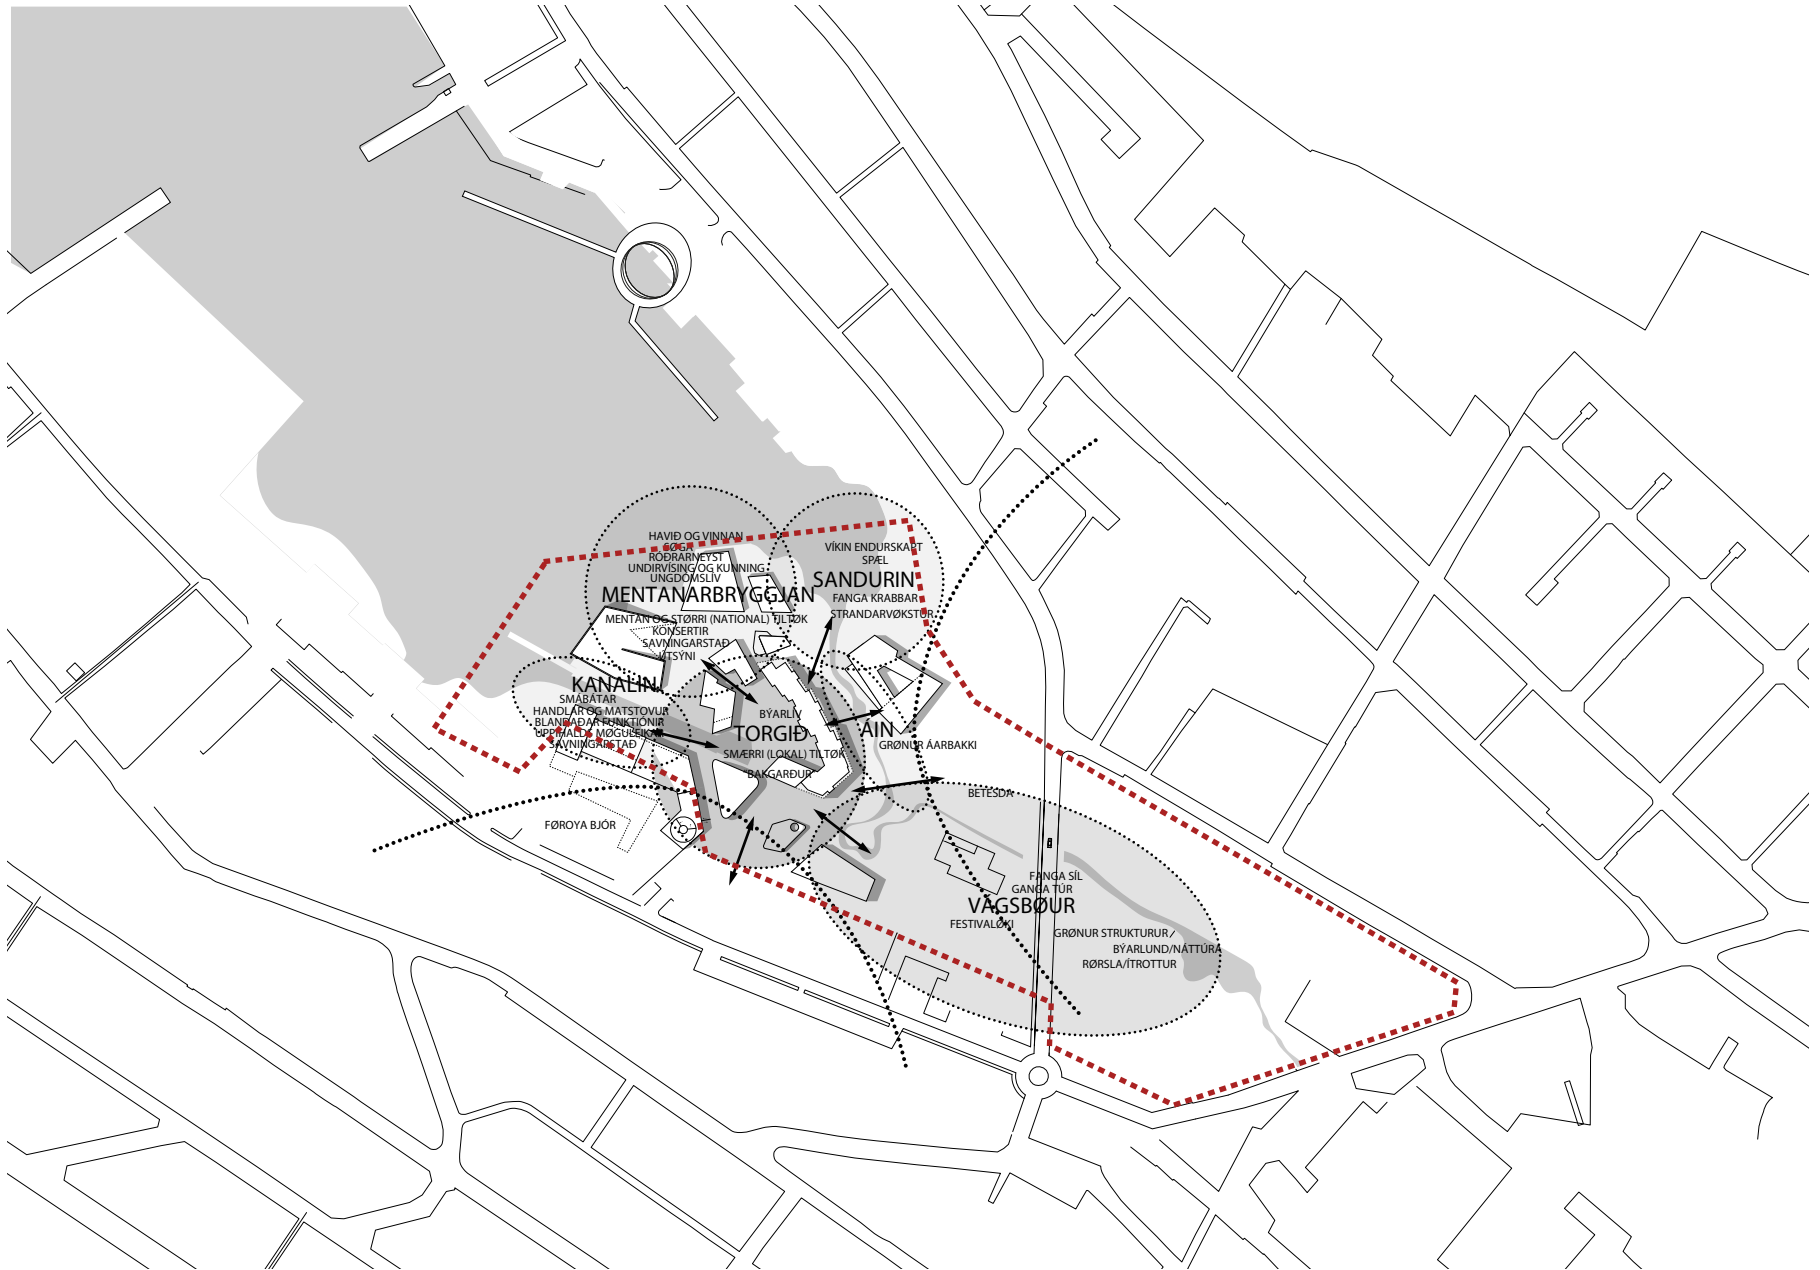 HAVIÐ OG VINNAN
SØGA
RÓÐRARNEYST
UNDIRVÍSING OG KUNNING
UNGDÓMSLÍV
MENTANARBRYGGJAN
MENTAN OG STØRRI (NATIONAL) TILTØK
KONSERTIR
SAVNINGARSTAÐ
ÚTSÝNI
VÍKIN ENDURSKAPT
SPÆL
SANDURIN
FANGA KRABBAR
STRANDARVØKSTUR
KANALIN
SMÁBÁTAR
HANDLAR OG MATSTOVUR
BLANDAÐAR FUNKTIÓNIR
UPPIHALDS MØGULEIKAR
SAVNINGARSTAÐ
BÝARLÍV
TORGIÐ
SMÆRRI (LOKAL) TILTØK
"BAKGARÐUR"
ÁIN
GRØNUR ÁARBAKKI
BETESDA
FØROYA BJÓR
FANGA SÍL
GANGA TÚR
VÁGSBØUR
FESTIVALØKI
GRØNUR STRUKTURUR/
BÝARLUND/NÁTTÚRA
RØRSLA/ÍTROTTUR